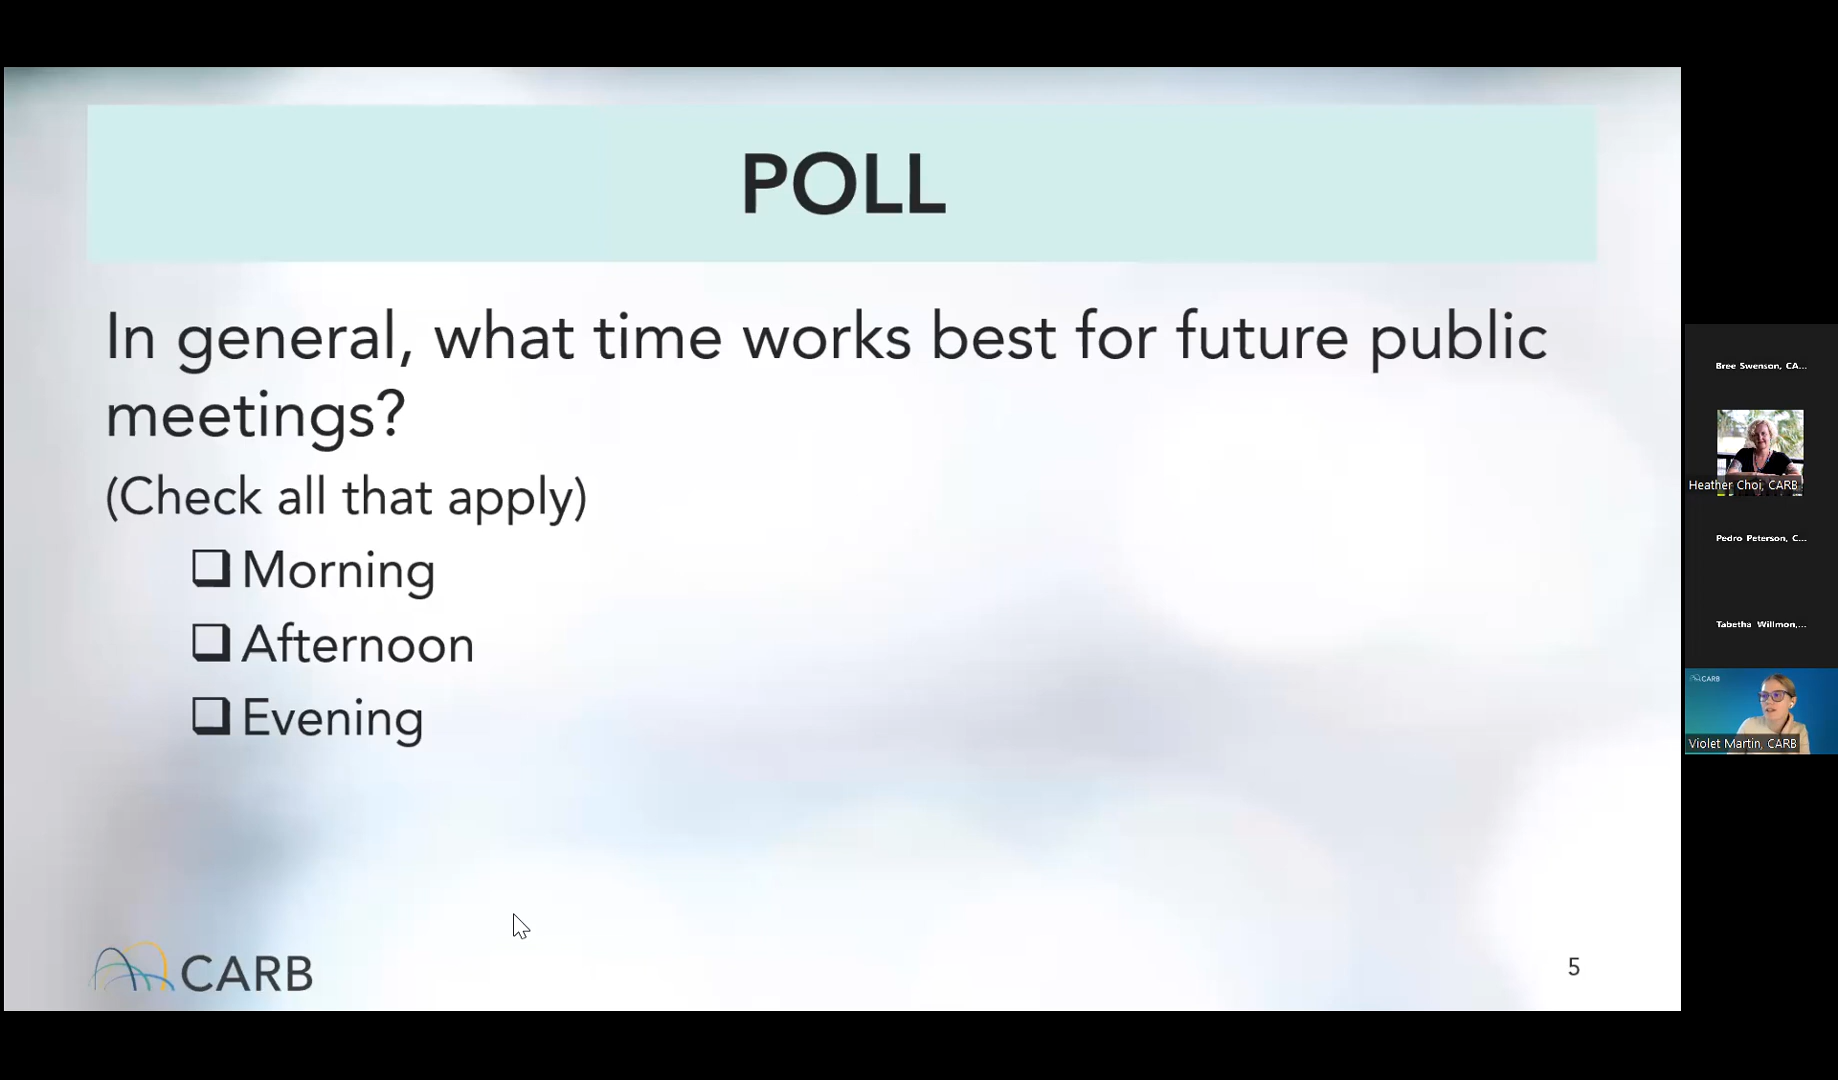 POLL
In general, what time works best for future public
meetings?
(Check all that apply)
Morning
Afternoon
Evening
CARB
5
Bree Swenson, CA...
Heather Choi, CARB
Pedro Peterson, C...
Tabetha Willmon,...
CARB
Violet Martin, CARB